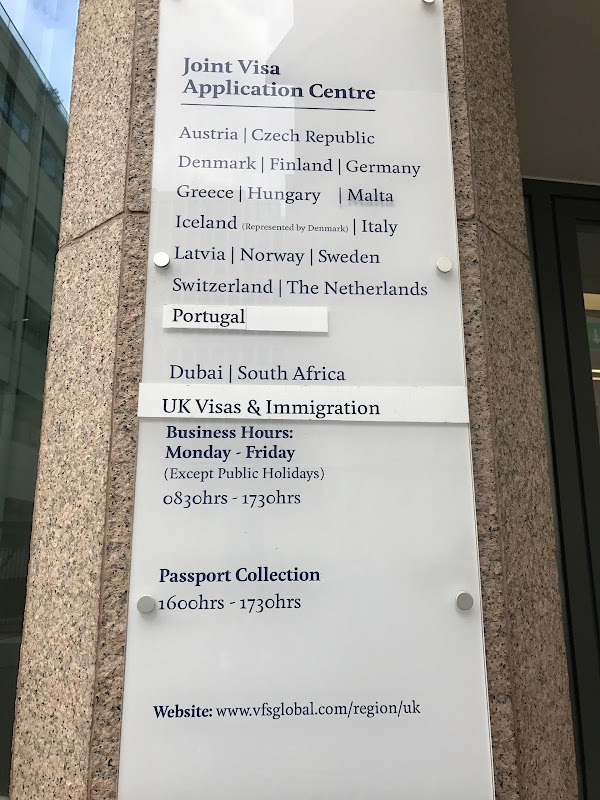 Joint Visa
Application Centre
Austria | Czech Republic
Denmark | Finland | Germany
Greece | Hungary | Malta
Iceland (Represented by Denmark) | Italy
Latvia | Norway | Sweden
Switzerland | The Netherlands
Portugal
Dubai | South Africa
UK Visas & Immigration
Business Hours:
Monday - Friday
(Except Public Holidays)
0830hrs - 1730hrs
Passport Collection
1600hrs - 1730hrs
Website: www.vfsglobal.com/region/uk